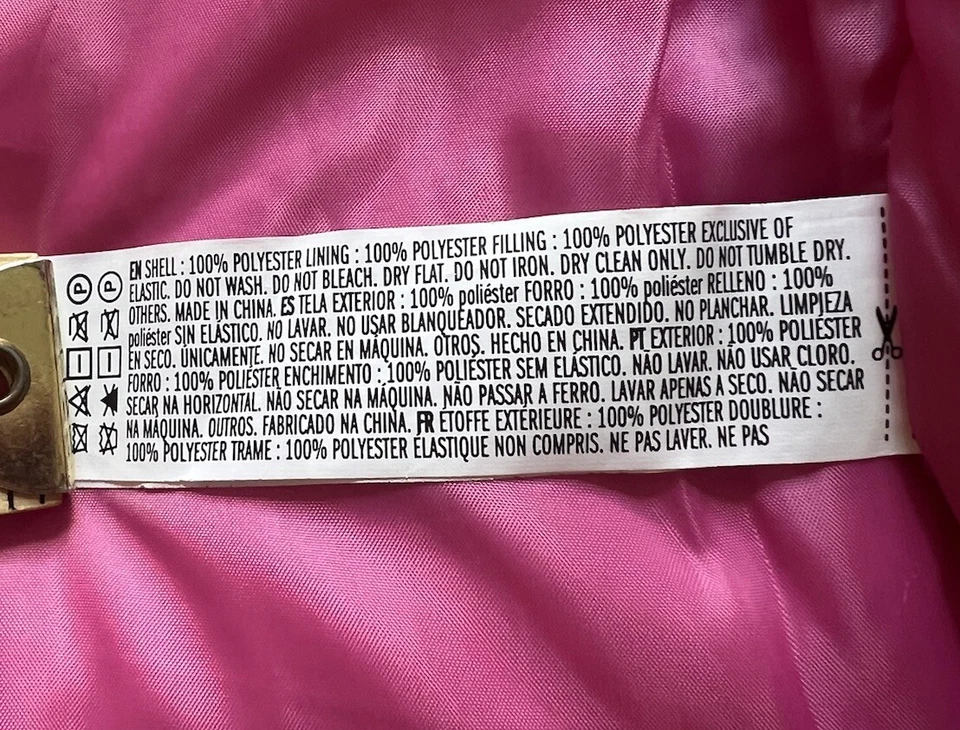 EN SHELL : 100% POLYESTER LINING : 100% POLYESTER FILLING : 100% POLYESTER EXCLUSIVE OF
ELASTIC. DO NOT WASH. DO NOT BLEACH. DRY FLAT. DO NOT IRON. DRY CLEAN ONLY. DO NOT TUMBLE DRY.
OTHERS. MADE IN CHINA. ES TELA EXTERIOR : 100% poliéster FORRO : 100% poliéster RELLENO : 100%
poliéster SIN ELÁSTICO. NO LAVAR. NO USAR BLANQUEADOR. SECADO EXTENDIDO. NO PLANCHAR. LIMPIEZA
EN SECO. ÚNICAMENTE. NO SECAR EN MÁQUINA. OTROS. HECHO EN CHINA. PT EXTERIOR : 100% POLIÉSTER
FORRO : 100% POLIÉSTER ENCHIMENTO : 100% POLIÉSTER SEM ELÁSTICO. NÃO LAVAR. NÃO USAR CLORO.
SECAR NA HORIZONTAL. NÃO SECAR NA MÁQUINA. NÃO PASSAR A FERRO. LAVAR APENAS A SECO. NÃO SECAR
NA MÁQUINA. OUTROS. FABRICADO NA CHINA. FR ÉTOFFE EXTÉRIEURE : 100% POLYESTER DOUBLURE :
100% POLYESTER TRAME : 100% POLYESTER ÉLASTIQUE NON COMPRIS. NE PAS LAVER. NE PAS
P P